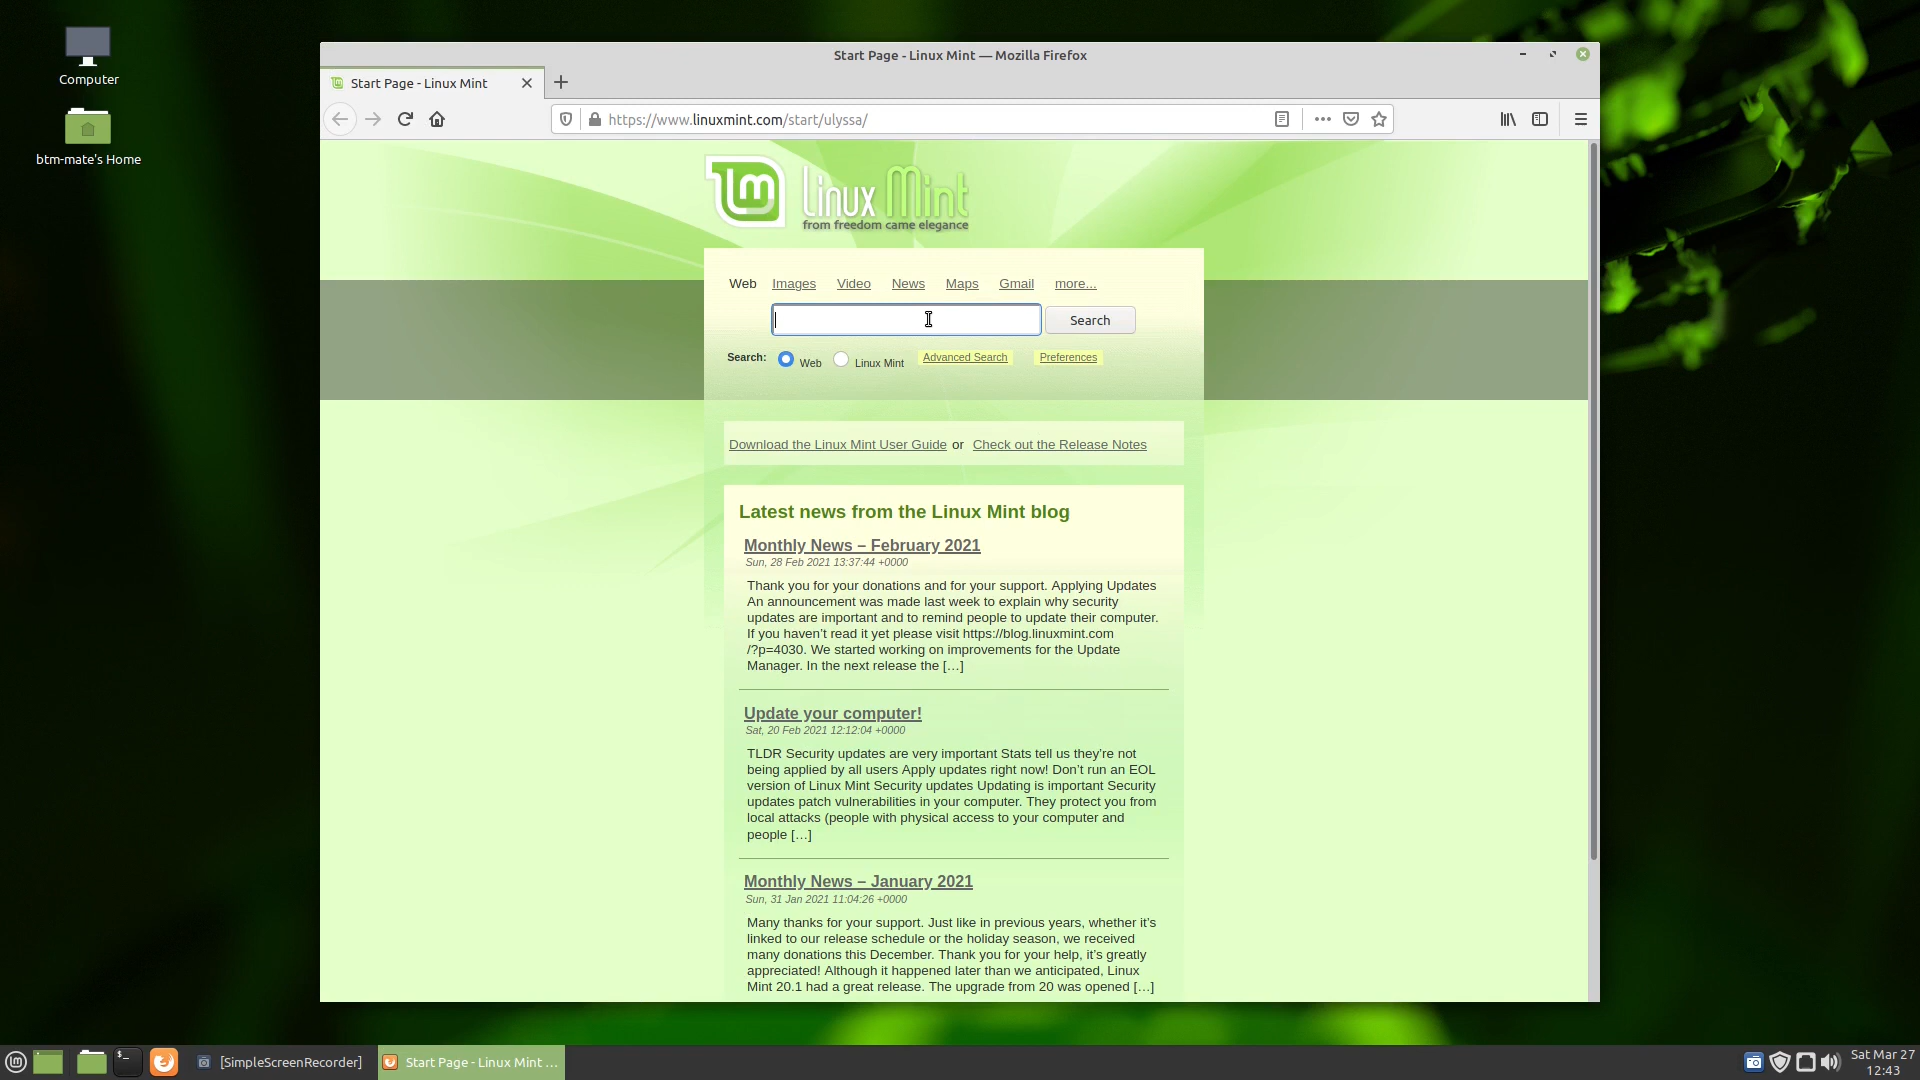 Computer
btm-mate's Home
Start Page - Linux Mint — Mozilla Firefox
Start Page - Linux Mint
https://www.linuxmint.com/start/ulyssa/
Linux Mint
from freedom came elegance
Web Images Video News Maps Gmail more...
Search
Search: Web Linux Mint Advanced Search Preferences
Download the Linux Mint User Guide or Check out the Release Notes
Latest news from the Linux Mint blog
Monthly News – February 2021
Sun, 28 Feb 2021 13:37:44 +0000
Thank you for your donations and for your support. Applying Updates
An announcement was made last week to explain why security
updates are important and to remind people to update their computer.
If you haven’t read it yet please visit https://blog.linuxmint.com
/?p=4030. We started working on improvements for the Update
Manager. In the next release the […]
Update your computer!
Sat, 20 Feb 2021 12:12:04 +0000
TLDR Security updates are very important Stats tell us they’re not
being applied by all users Apply updates right now! Don’t run an EOL
version of Linux Mint Security updates Updating is important Security
updates patch vulnerabilities in your computer. They protect you from
local attacks (people with physical access to your computer and
people […]
Monthly News – January 2021
Sun, 31 Jan 2021 11:04:26 +0000
Many thanks for your support. Just like in previous years, whether it’s
linked to our release schedule or the holiday season, we received
many donations this December. Thank you for your help, it’s greatly
appreciated! Although it happened later than we anticipated, Linux
Mint 20.1 had a great release. The upgrade from 20 was opened […]
[SimpleScreenRecorder]
Start Page - Linux Mint ...
Sat Mar 27
12:43